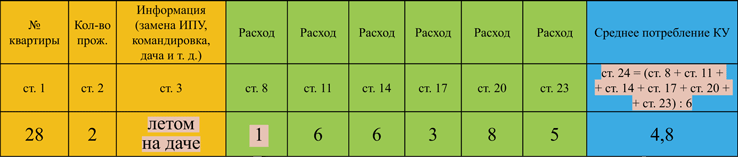 №
квартиры
Кол-во
прож.
Информация
(замена ИПУ,
командировка,
дача и т. д.)
Расход
Расход
Расход
Расход
Расход
Расход
Среднее потребление КУ
ст. 1
ст. 2
ст. 3
ст. 8
ст. 11
ст. 14
ст. 17
ст. 20
ст. 23
ст. 24 = (ст. 8 + ст. 11 +
+ ст. 14 + ст. 17 + ст. 20 +
+ ст. 23) : 6
28
2
летом
на даче
1
6
6
3
8
5
4,8